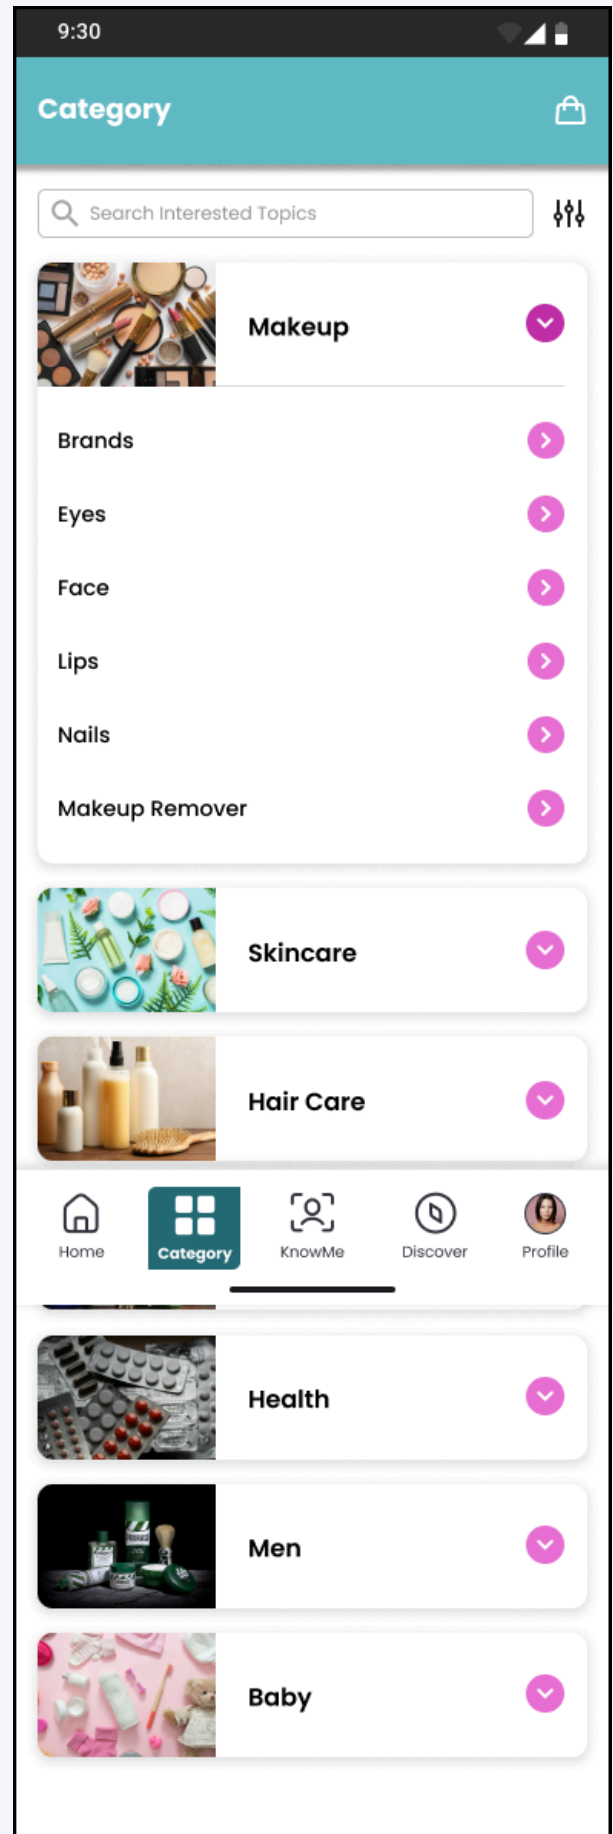 9:30
Category
Search Interested Topics
Makeup
Brands
Eyes
Face
Lips
Nails
Makeup Remover
Skincare
Hair Care
Home
Category
KnowMe
Discover
Profile
Health
Men
Baby